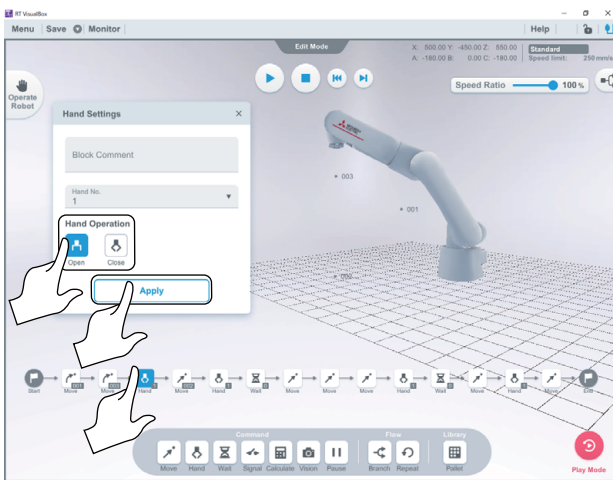 RT VisualBox
Menu Save Monitor Help
Edit Mode
X: 500.00 Y: -450.00 Z: 550.00 Standard
A: -180.00 B: 0.00 C: -180.00 Speed limit: 250 mm/s
Speed Ratio 100 %
Operate
Robot
Hand Settings ×
Block Comment
Hand No.
1
Hand Operation
Open Close
Apply
003
001
002
Start Move Move Hand Move Hand Wait Move Move Move Hand Wait Move Hand Move End
Command Flow Library
Move Hand Wait Signal Calculate Vision Pause Branch Repeat Pallet
Play Mode